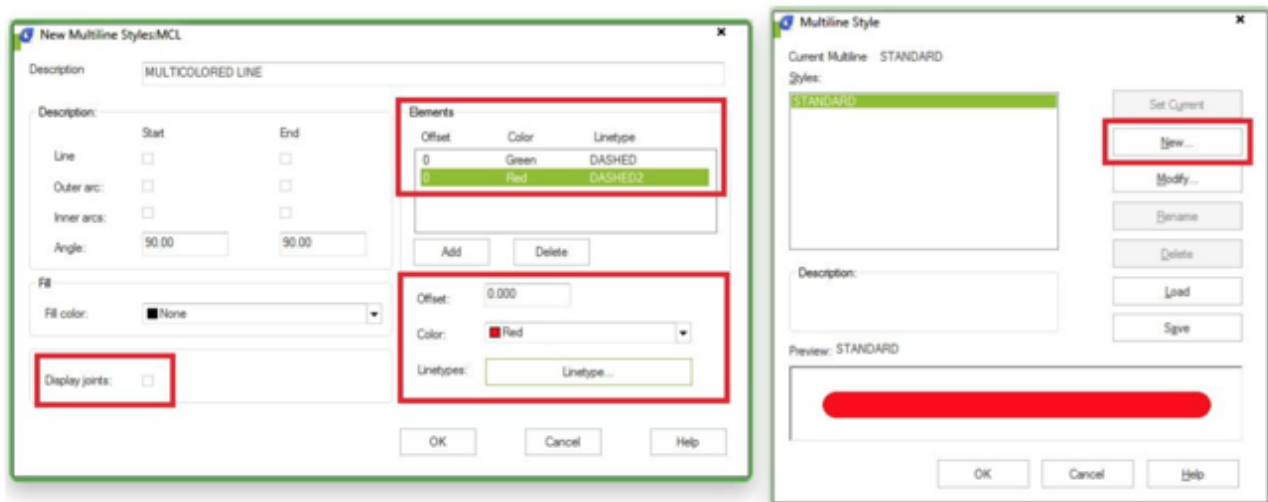 New Multiline Styles:MCL
Description MULTICOLORED LINE
Description:
Start End
Line
Outer arc:
Inner arcs:
Angle: 90.00 90.00
Fill
Fill color: None
Display joints:
Elements
Offset Color Linetype
0 Green DASHED
0 Red DASHED2
Add Delete
Offset: 0.000
Color: Red
Linetypes: Linetype...
OK Cancel Help
Multiline Style
Current Multiline STANDARD
Styles:
STANDARD
Set Current
New...
Modify...
Rename
Delete
Load
Save
Description:
Preview: STANDARD
OK Cancel Help